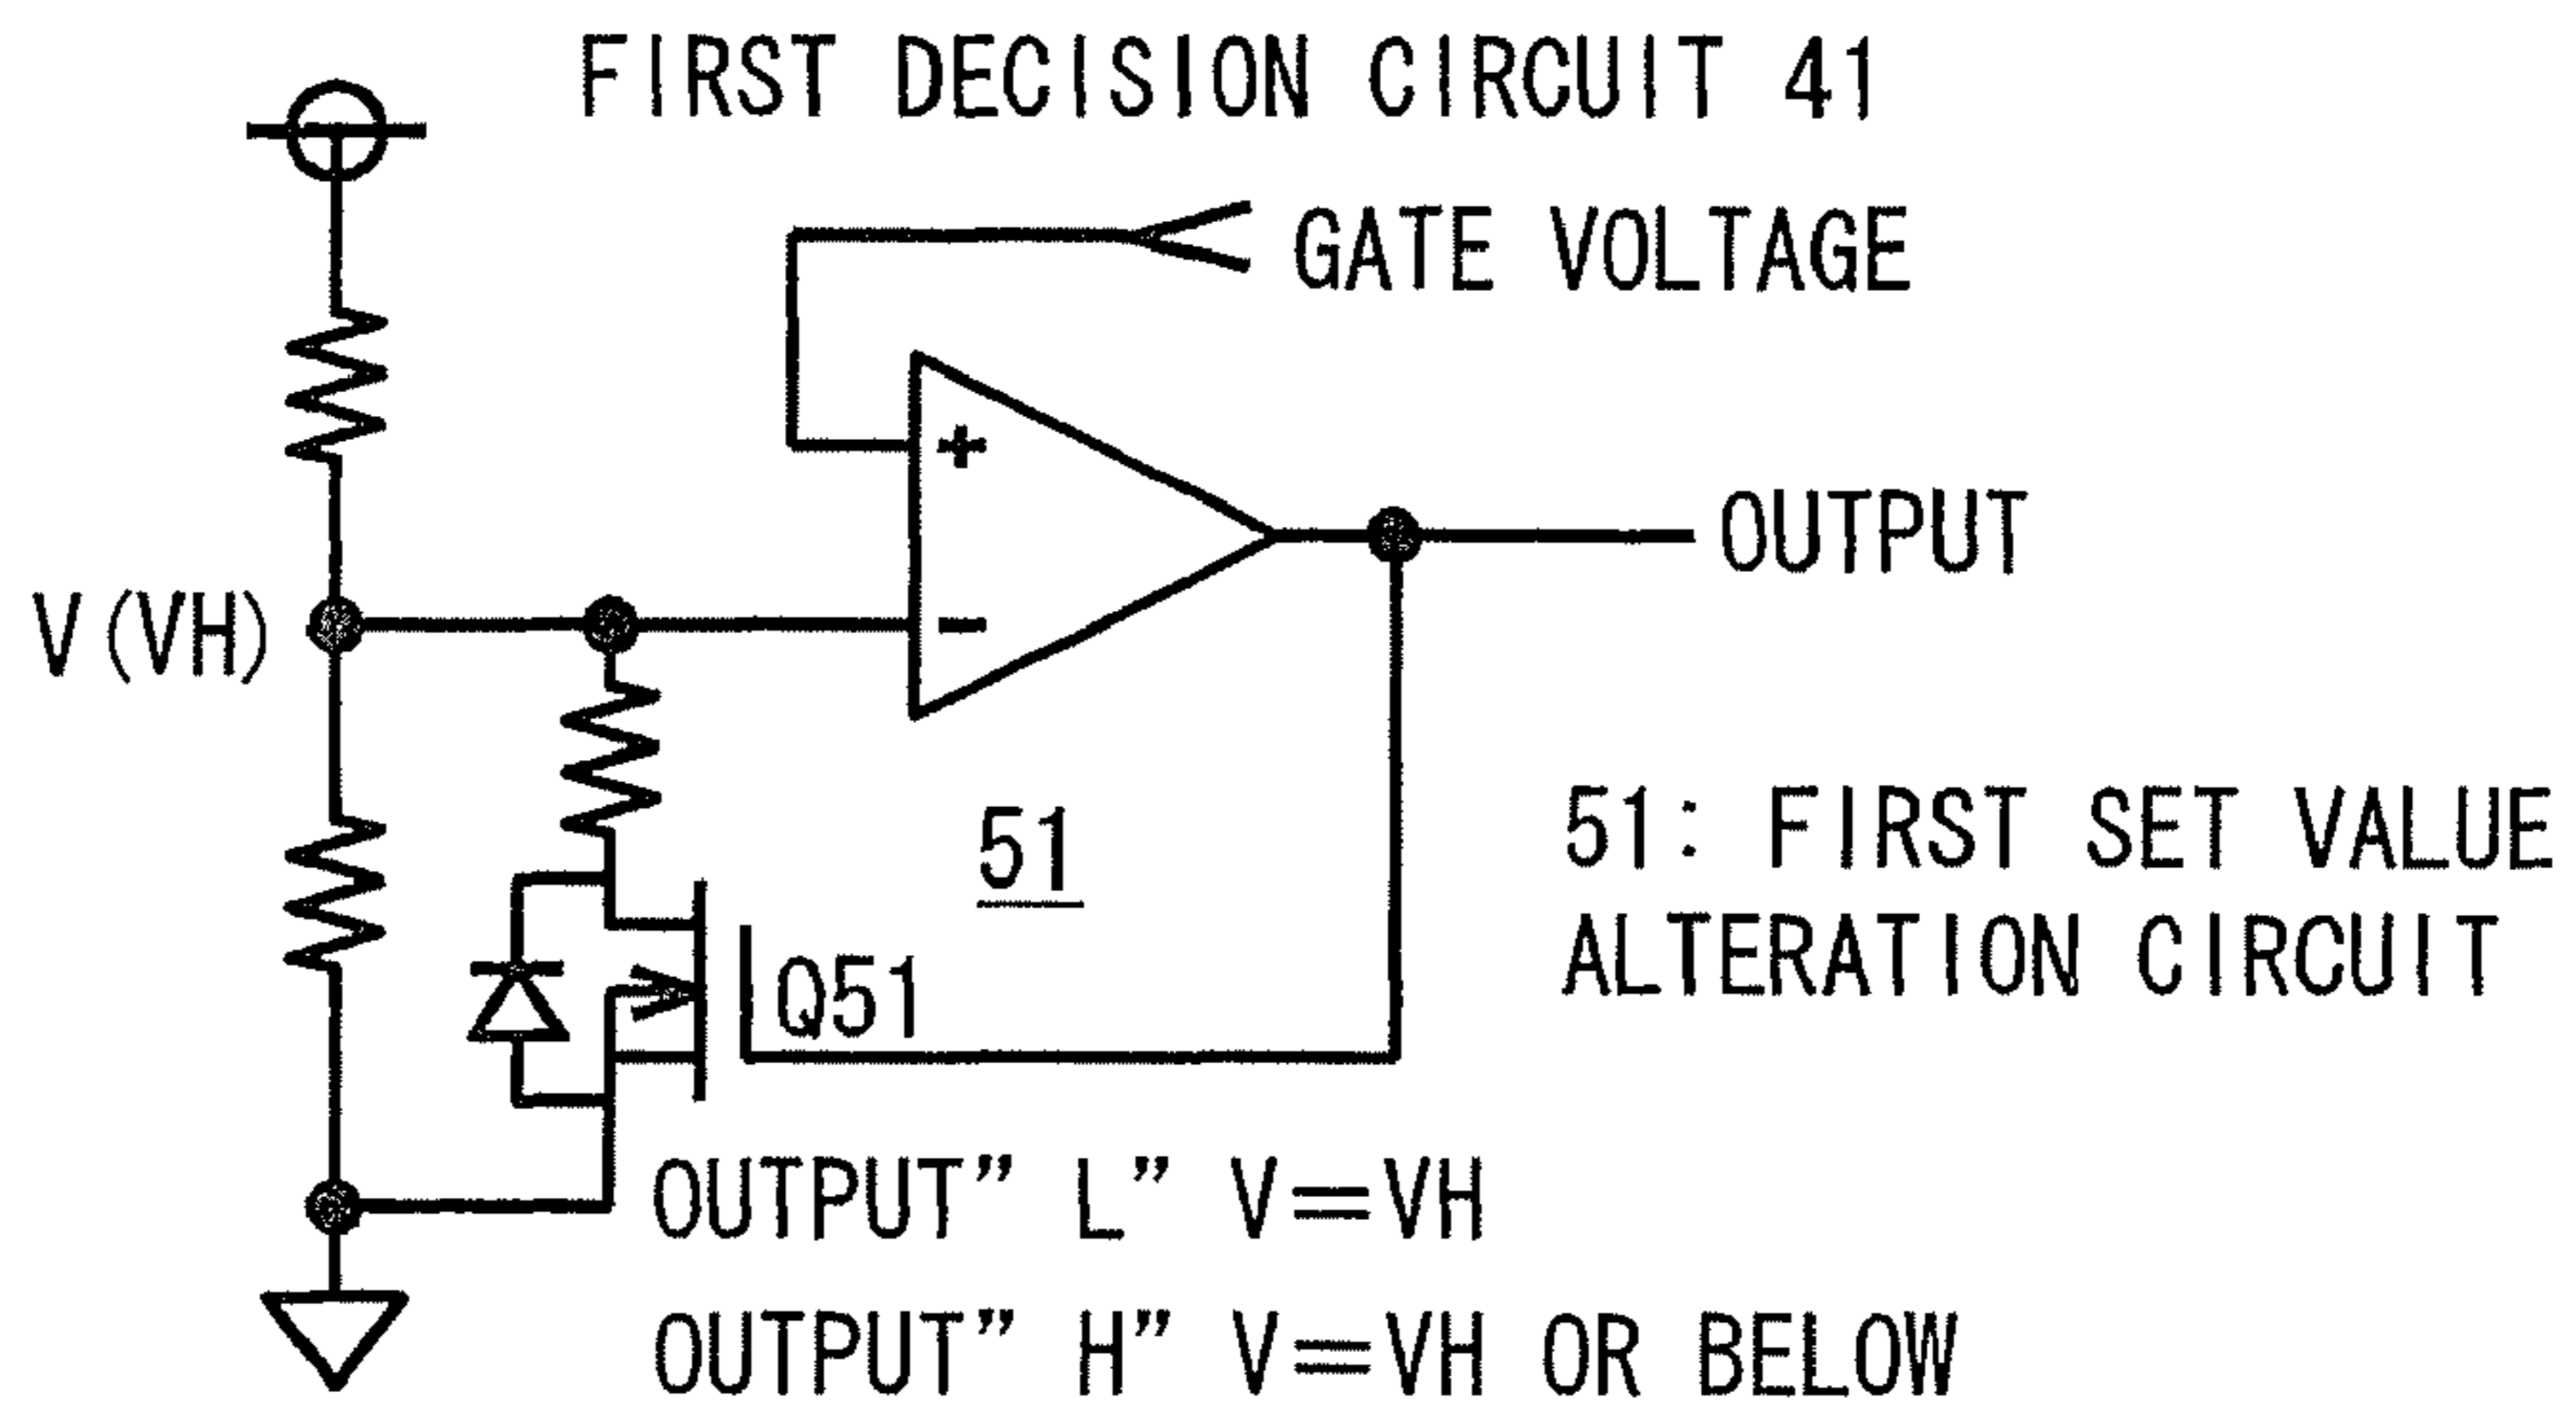 FIRST DECISION CIRCUIT 41
GATE VOLTAGE
+
OUTPUT
V(VH)
−
51
51: FIRST SET VALUE
ALTERATION CIRCUIT
Q51
OUTPUT” L” V=VH
OUTPUT” H” V=VH OR BELOW